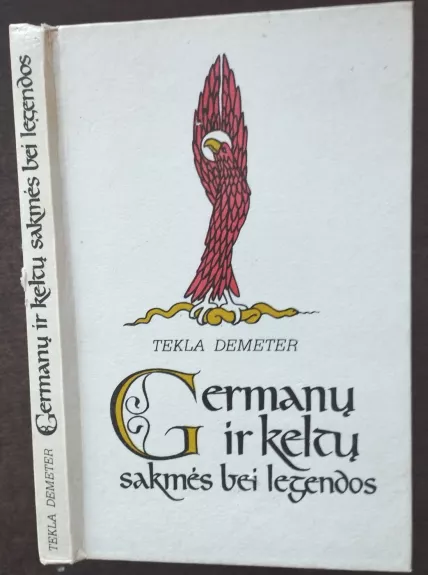 TEKLA DEMETER
Germanų
ir keltų
sakmės bei legendos
TEKLA DEMETER Germanų ir keltų sakmės bei legendos